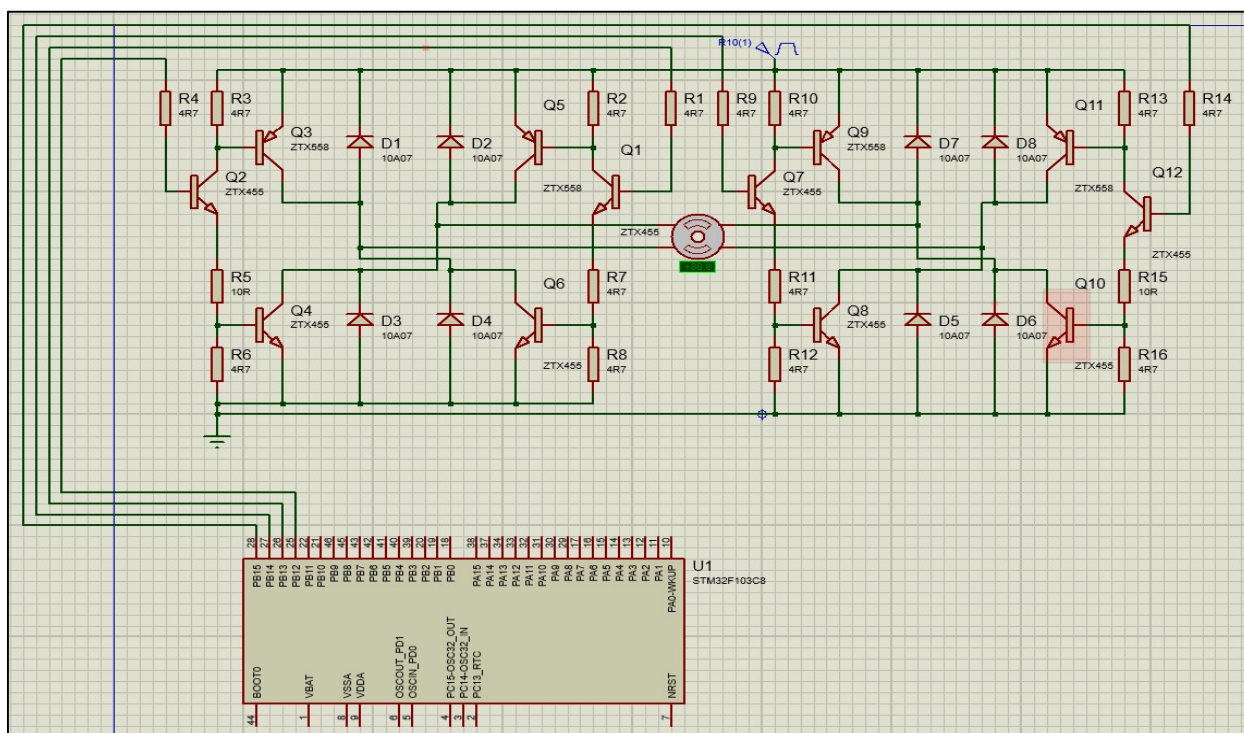 R10(1)
R4
4R7
R3
4R7
Q3
ZTX558
D1
10A07
D2
10A07
Q5
ZTX558
R2
4R7
R1
4R7
Q1
ZTX455
R9
4R7
R10
4R7
Q9
ZTX558
D7
10A07
D8
10A07
Q11
ZTX558
R13
4R7
R14
4R7
Q2
ZTX455
Q7
ZTX455
Q12
ZTX455
R5
10R
Q4
ZTX455
D3
10A07
D4
10A07
Q6
ZTX455
R7
4R7
R6
4R7
R8
4R7
R11
4R7
Q8
ZTX455
D5
10A07
D6
10A07
Q10
ZTX455
R15
10R
R12
4R7
R16
4R7
28
27
26
25
22
21
46
45
43
42
41
40
39
20
19
18
38
37
34
33
32
31
30
29
17
16
15
14
13
12
11
10
PB15
PB14
PB13
PB12
PB11
PB10
PB9
PB8
PB7
PB6
PB5
PB4
PB3
PB2
PB1
PB0
PA15
PA14
PA13
PA12
PA11
PA10
PA9
PA8
PA7
PA6
PA5
PA4
PA3
PA2
PA1
PA0-WKUP
U1
STM32F103C8
BOOT0
VBAT
VSSA
VDDA
OSCOUT_PD1
OSCIN_PD0
PC15-OSC32_OUT
PC14-OSC32_IN
PC13_RTC
NRST
44
1
8
9
6
5
4
3
2
7